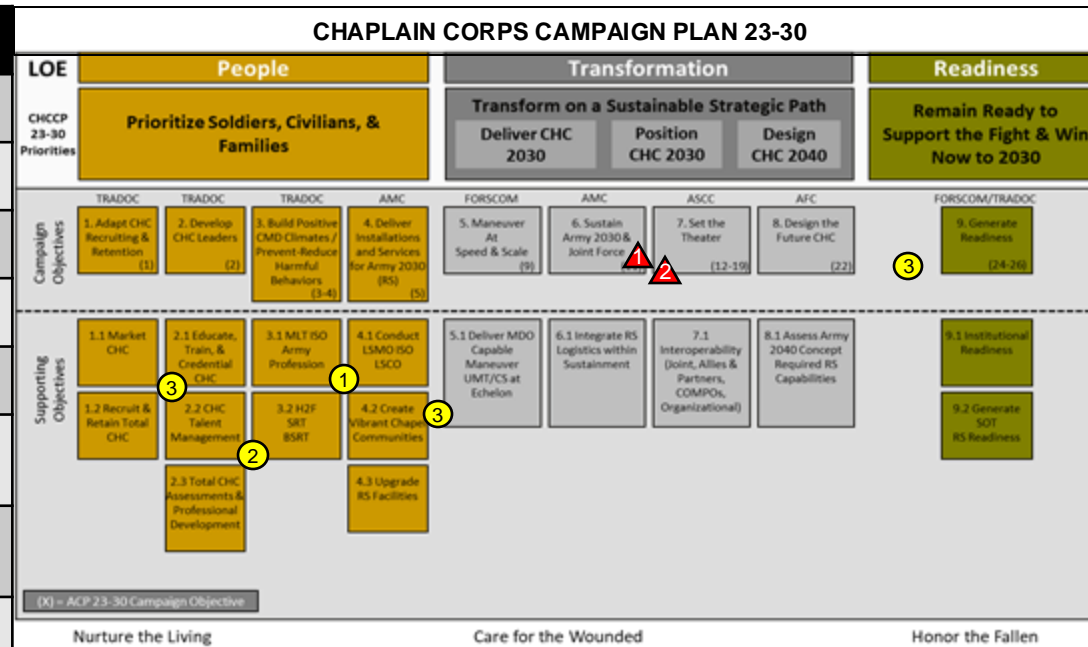 CHAPLAIN CORPS CAMPAIGN PLAN 23-30
LOE
People
Transformation
Readiness
CHCCP
23-30
Priorities
Prioritize Soldiers, Civilians, &
Families
Transform on a Sustainable Strategic Path
Deliver CHC
2030
Position
CHC 2030
Design
CHC 2040
Remain Ready to
Support the Fight & Win
Now to 2030
Campaign
Objectives
TRADOC
1. Adapt CHC
Recruiting &
Retention
(1)
TRADOC
2. Develop
CHC Leaders
(2)
TRADOC
3. Build Positive
CMD Climates /
Prevent-Reduce
Harmful
Behaviors
(3-4)
AMC
4. Deliver
Installations
and Services
for Army 2030
(RS)
(5)
FORSCOM
5. Maneuver
At
Speed & Scale
(9)
AMC
6. Sustain
Army 2030 &
Joint Force
1
2
ASCC
7. Set the
Theater
(12-19)
AFC
8. Design the
Future CHC
(22)
3
FORSCOM/TRADOC
9. Generate
Readiness
(24-26)
Supporting
Objectives
1.1 Market
CHC
1.2 Recruit &
Retain Total
CHC
2.1 Educate,
Train, &
Credential
CHC
3
2.2 CHC
Talent
Management
2
2.3 Total CHC
Assessments &
Professional
Development
3.1 MLT ISO
Army
Profession
1
3.2 H2F
SRT
BSRT
4.1 Conduct
LSMO ISO
LSCO
4.2 Create
Vibrant Chapel
Communities
3
4.3 Upgrade
RS Facilities
5.1 Deliver MDO
Capable
Maneuver
UMT/CS at
Echelon
6.1 Integrate RS
Logistics within
Sustainment
7.1
Interoperability
(Joint, Allies &
Partners,
COMPOs,
Organizational)
8.1 Assess Army
2040 Concept
Required RS
Capabilities
9.1 Institutional
Readiness
9.2 Generate
SOT
RS Readiness
(X) = ACP 23-30 Campaign Objective
Nurture the Living
Care for the Wounded
Honor the Fallen